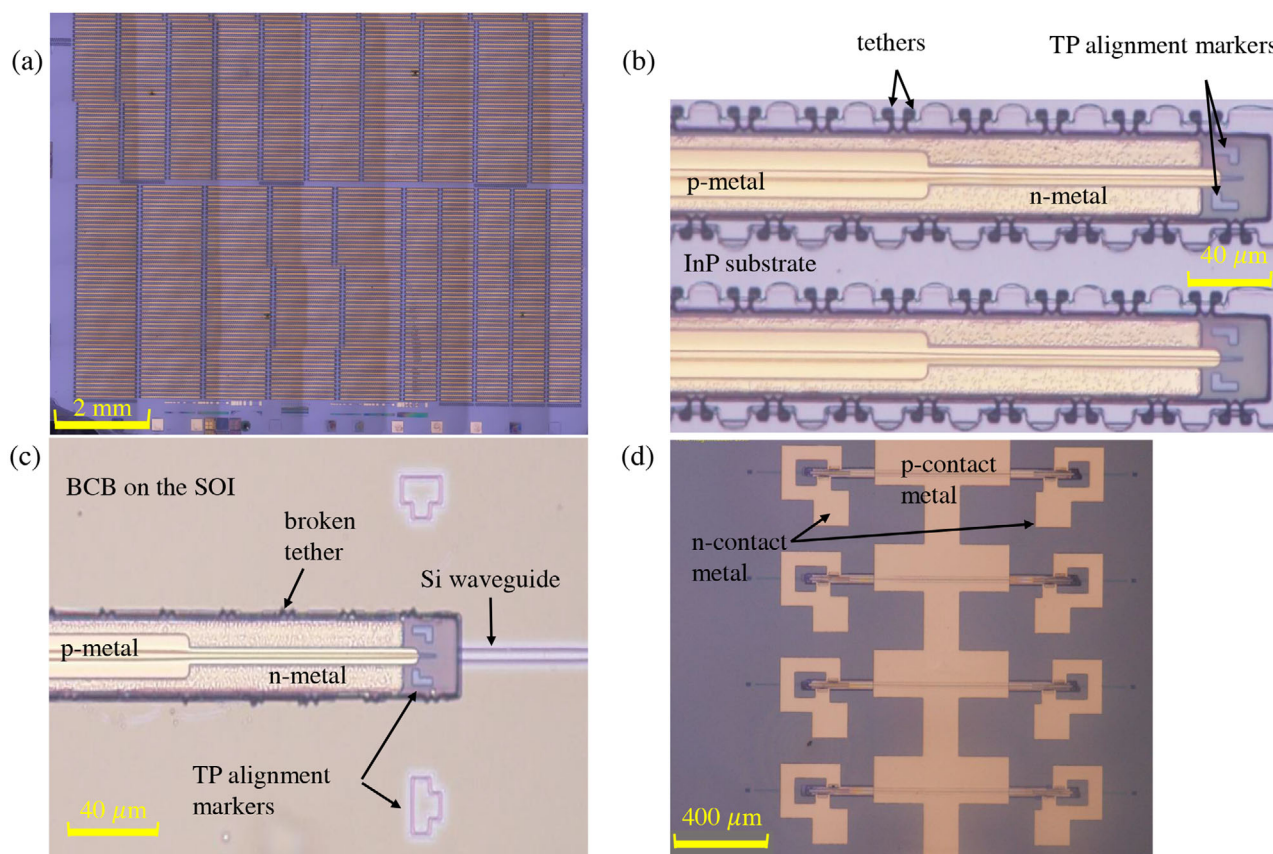 (a)
2 mm
(b)
tethers
TP alignment markers
p-metal
n-metal
InP substrate
40 µm
(c)
BCB on the SOI
broken
tether
Si waveguide
p-metal
n-metal
TP alignment
markers
40 µm
(d)
p-contact
metal
n-contact
metal
400 µm